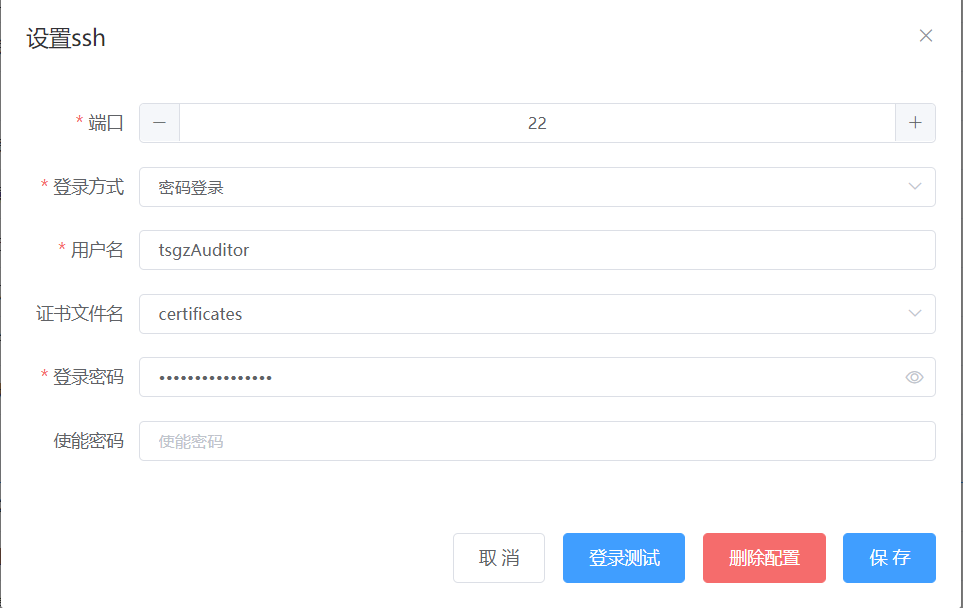 设置ssh
* 端口 22
* 登录方式 密码登录
* 用户名 tsgzAuditor
证书文件名 certificates
* 登录密码 ••••••••••••••••
使能密码 使能密码
取 消 登录测试 删除配置 保 存